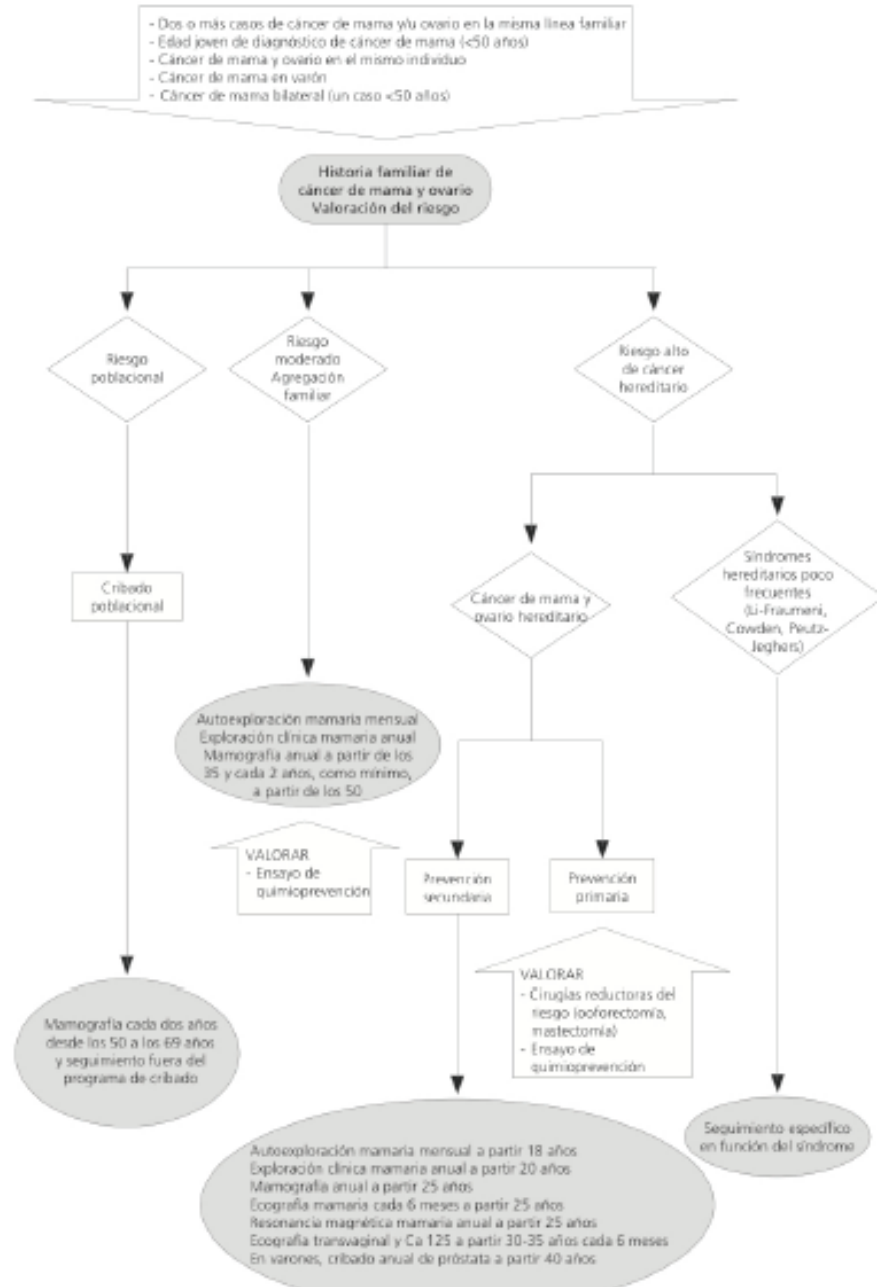 - Dos o más casos de cáncer de mama y/u ovario en la misma línea familiar
- Edad joven de diagnóstico de cáncer de mama (<50 años)
- Cáncer de mama y ovario en el mismo individuo
- Cáncer de mama en varón
- Cáncer de mama bilateral (un caso <50 años)
Historia familiar de
cáncer de mama y ovario
Valoración del riesgo
Riesgo
poblacional
Riesgo
moderado
Agregación
familiar
Riesgo alto
de cáncer
hereditario
Cribado
poblacional
Cáncer de mama y
ovario hereditario
Síndromes
hereditarios poco
frecuentes
(Li-Fraumeni,
Cowden, Peutz-
Jeghers)
Autoexploración mamaria mensual
Exploración clínica mamaria anual
Mamografía anual a partir de los
35 y cada 2 años, como mínimo,
a partir de los 50
VALORAR
- Ensayo de
quimioprevención
Prevención
secundaria
Prevención
primaria
VALORAR
- Cirugías reductoras del
riesgo (ooforectomía,
mastectomía)
- Ensayo de
quimioprevención
Mamografía cada dos años
desde los 50 a los 69 años
y seguimiento fuera del
programa de cribado
Seguimiento específico
en función del síndrome
Autoexploración mamaria mensual a partir 18 años
Exploración clínica mamaria anual a partir 20 años
Mamografía anual a partir 25 años
Ecografía mamaria cada 6 meses a partir 25 años
Resonancia magnética mamaria anual a partir 25 años
Ecografía transvaginal y Ca 125 a partir 30-35 años cada 6 meses
En varones, cribado anual de próstata a partir 40 años